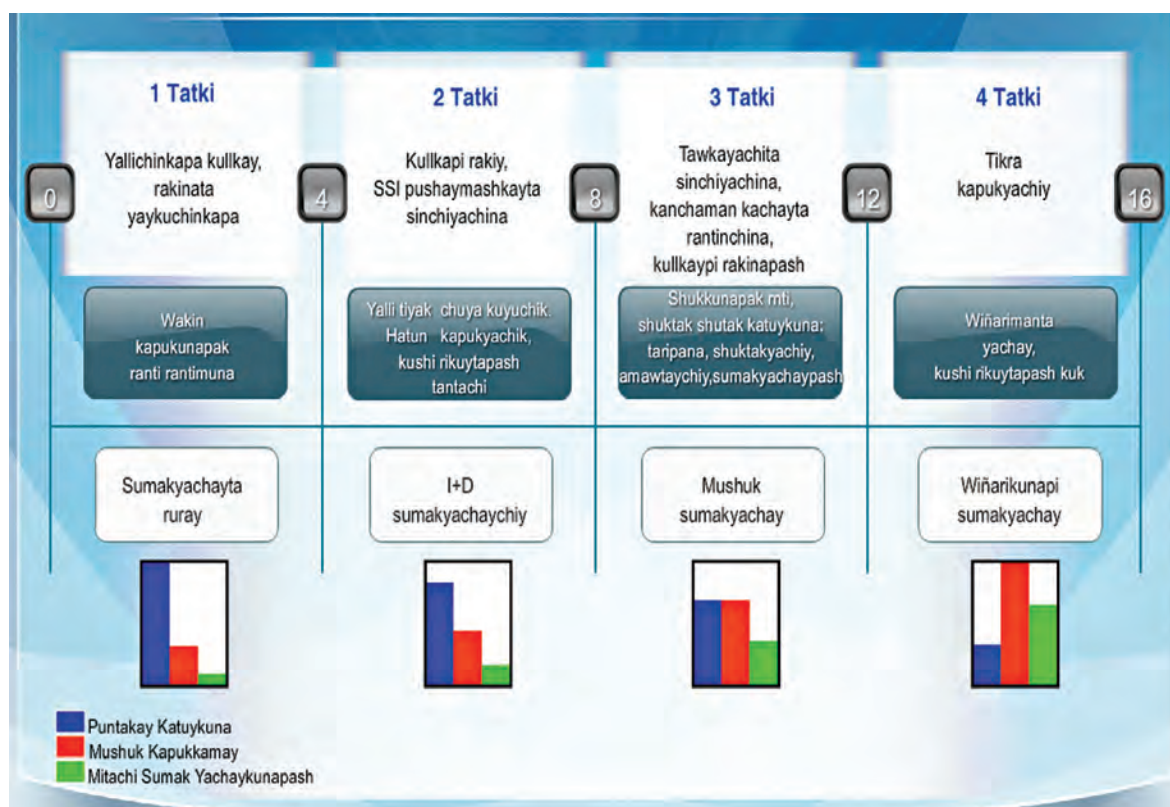 1 Tatki
Yallichinkapa kullkay,
rakinata
yaykuchinkapa
2 Tatki
Kullkapi rakiy,
SSI pushaymashkayta
sinchiyachina
3 Tatki
Tawkayachita
sinchiyachina,
kanchaman kachayta
rantinchina,
kullkaypi rakinapash
4 Tatki
Tikra
kapukyachiy
0
4
8
12
16
Wakin
kapukunapak
ranti rantimuna
Yalli tiyak chuya kuyuchik.
Hatun kapukyachik,
kushi rikuytapash
tantachi
Shukkunapak mti,
shuktak shutak katuykuna:
taripana, shuktakyachiy,
amawtaychiy,sumakyachaypash
Wiñarimanta
yachay,
kushi rikuytapash kuk
Sumakyachayta
ruray
I+D
sumakyachaychiy
Mushuk
sumakyachay
Wiñarikunapi
sumakyachay
Puntakay Katuykuna
Mushuk Kapukkamay
Mitachi Sumak Yachaykunapash